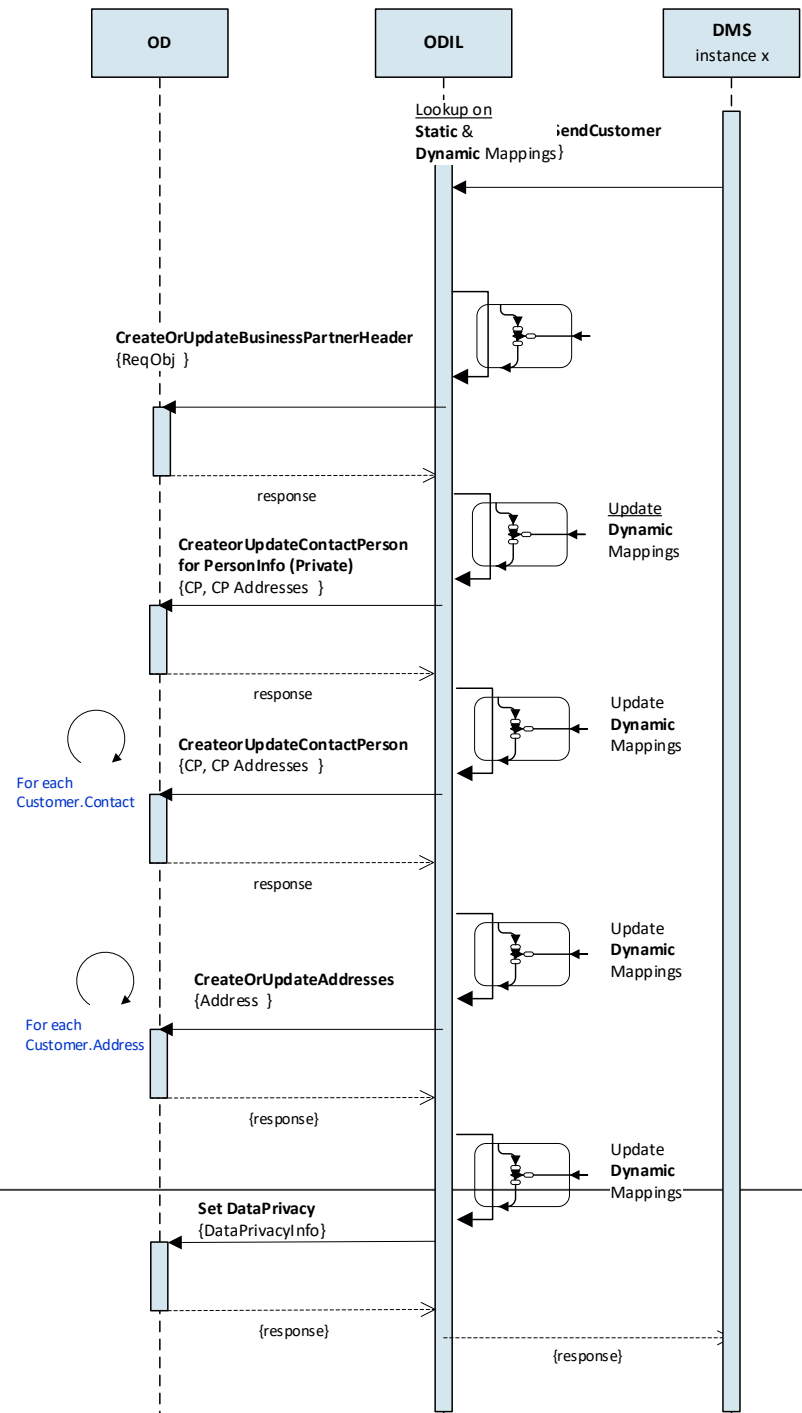 OD
ODIL
DMS
instance x
Lookup on
Static &
Dynamic Mappings}
SendCustomer
CreateOrUpdateBusinessPartnerHeader
{ReqObj }
response
Update
Dynamic
Mappings
CreateorUpdateContactPerson
for PersonInfo (Private)
{CP, CP Addresses }
response
Update
Dynamic
Mappings
CreateorUpdateContactPerson
{CP, CP Addresses }
For each
Customer.Contact
response
Update
Dynamic
Mappings
CreateOrUpdateAddresses
{Address }
For each
Customer.Address
{response}
Update
Dynamic
Mappings
Set DataPrivacy
{DataPrivacyInfo}
{response}
{response}